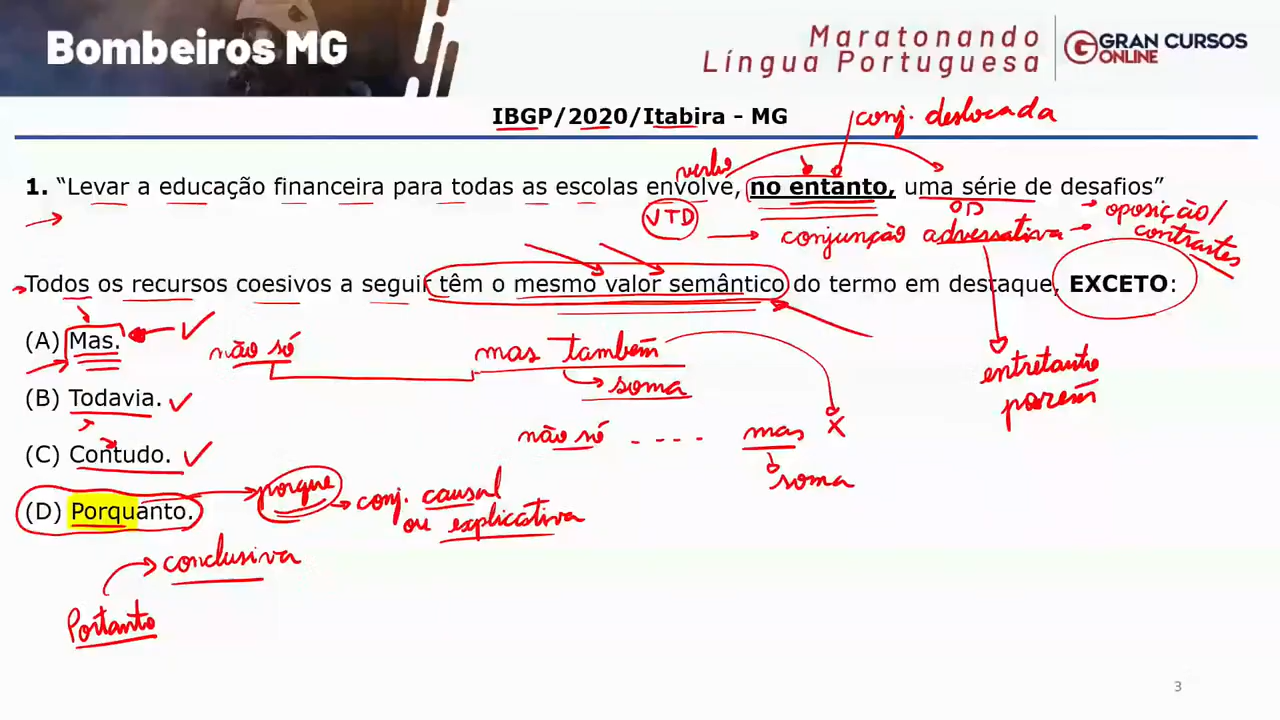 Bombeiros MG
Maratonando
Língua Portuguesa
GRAN CURSOS
ONLINE
IBGP/2020/Itabira - MG
conj. deslocada
verbo
1. “Levar a educação financeira para todas as escolas envolve, no entanto, uma série de desafios”
VTD
OD
conjunção adversativa
oposição/
contrastes
Todos os recursos coesivos a seguir têm o mesmo valor semântico do termo em destaque, EXCETO:
(A) Mas.
não só
mas também
soma
entretanto
porém
(B) Todavia.
não só ---- mas X
soma
(C) Contudo.
(D) Porquanto.
porque
conj. causal
ou explicativa
conclusiva
Portanto
3